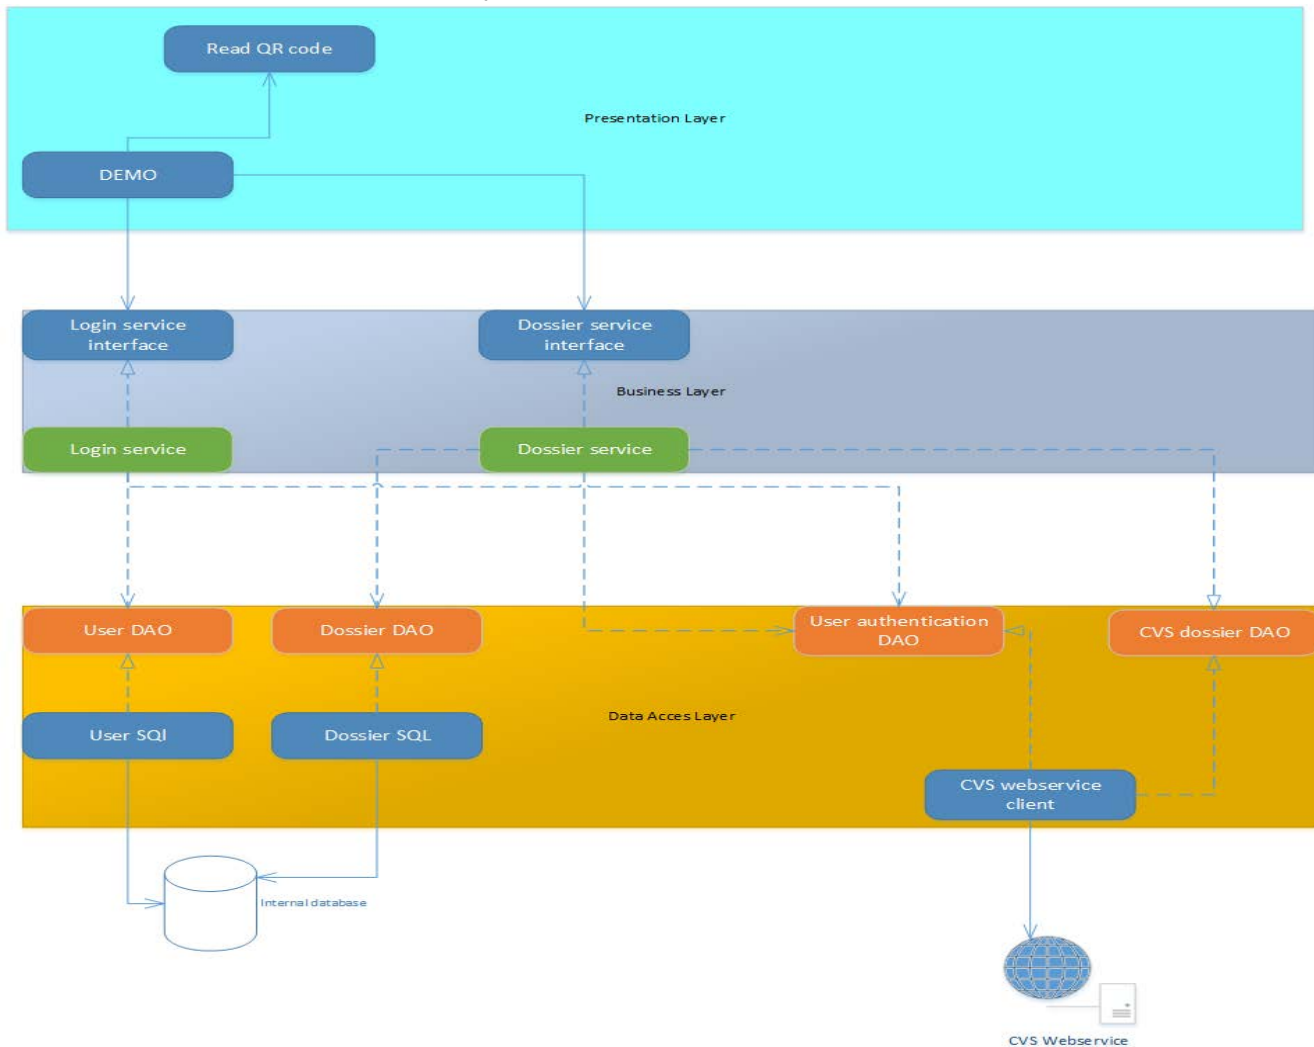 Read QR code
Presentation Layer
DEMO
Login service
interface
Dossier service
interface
Business Layer
Login service
Dossier service
User DAO
Dossier DAO
User authentication
DAO
CVS dossier DAO
Data Acces Layer
User SQl
Dossier SQL
CVS webservice
client
Internal database
CVS Webservice